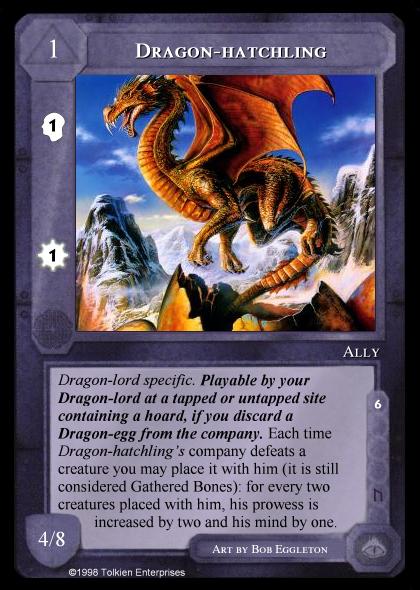 1
DRAGON-HATCHLING
1
1
ALLY
Dragon-lord specific. Playable by your
Dragon-lord at a tapped or untapped site
containing a hoard, if you discard a
Dragon-egg from the company. Each time
Dragon-hatchling's company defeats a
creature you may place it with him (it is still
considered Gathered Bones): for every two
creatures placed with him, his prowess is
increased by two and his mind by one.
6
4/8
ART BY BOB EGGLETON
©1998 Tolkien Enterprises